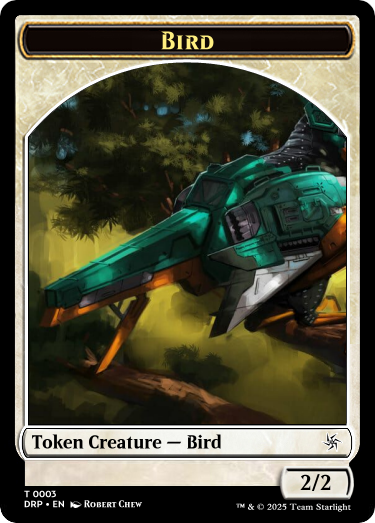 Bird
Token Creature — Bird
2/2
T 0003
DRP • EN Robert Chew
™ & © 2025 Team Starlight